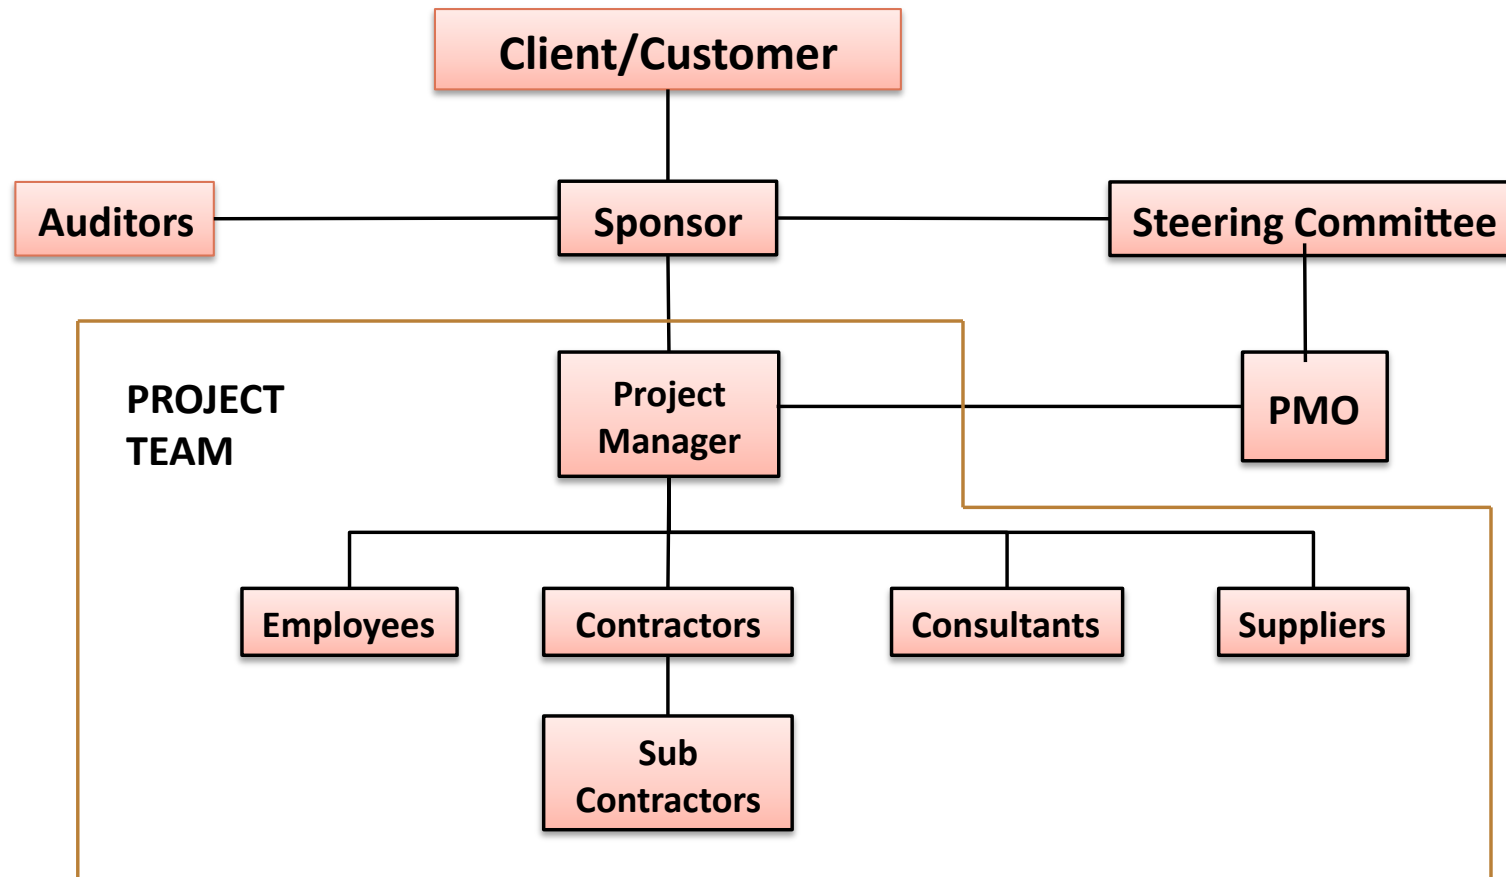 Client/Customer
Auditors
Sponsor
Steering Committee
PROJECT
TEAM
Project
Manager
PMO
Employees
Contractors
Consultants
Suppliers
Sub
Contractors